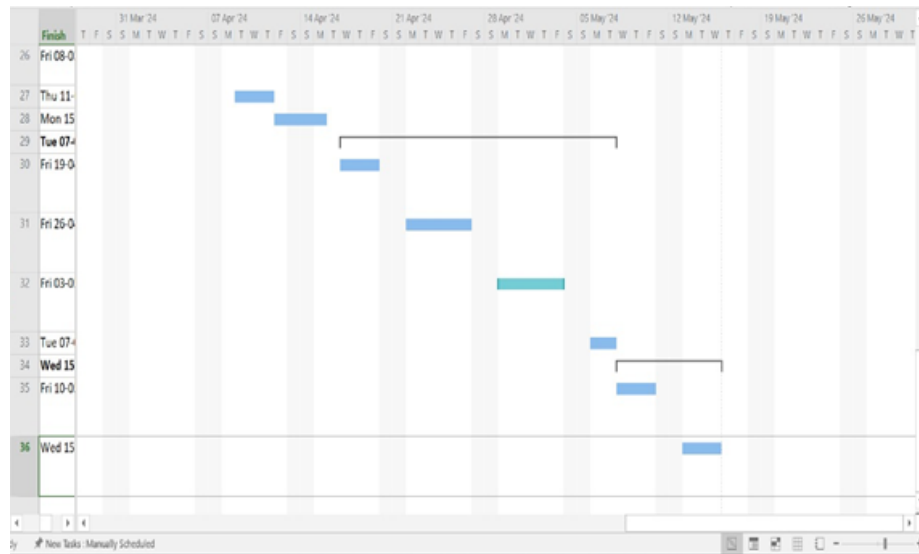 31 Mar '24 07 Apr '24 14 Apr '24 21 Apr '24 28 Apr '24 05 May '24 12 May '24 19 May '24 26 May '24
Finish T F S S M T W T F S S M T W T F S S M T W T F S S M T W T F S S M T W T F S S M T W T F S S M T W T F S S M T W T F S S M T W T
26 Fri 08-0
27 Thu 11-
28 Mon 15
29 Tue 07-
30 Fri 19-0
31 Fri 26-0
32 Fri 03-0
33 Tue 07-
34 Wed 15
35 Fri 10-0
36 Wed 15
New Tasks : Manually Scheduled